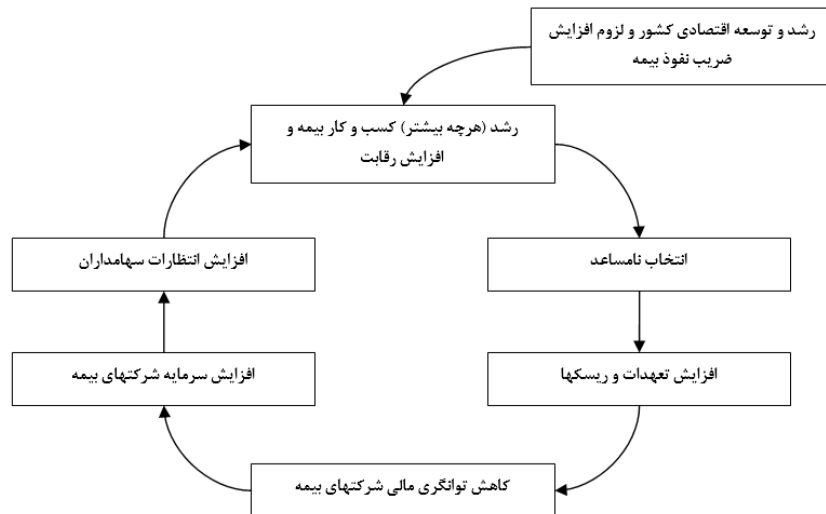 رشد و توسعه اقتصادی کشور و لزوم افزایش
ضریب نفوذ بیمه
رشد (هرچه بیشتر) کسب و کار بیمه و
افزایش رقابت
انتخاب نامساعد
افزایش تعهدات و ریسکها
کاهش توانگری مالی شرکتهای بیمه
افزایش سرمایه شرکتهای بیمه
افزایش انتظارات سهامداران